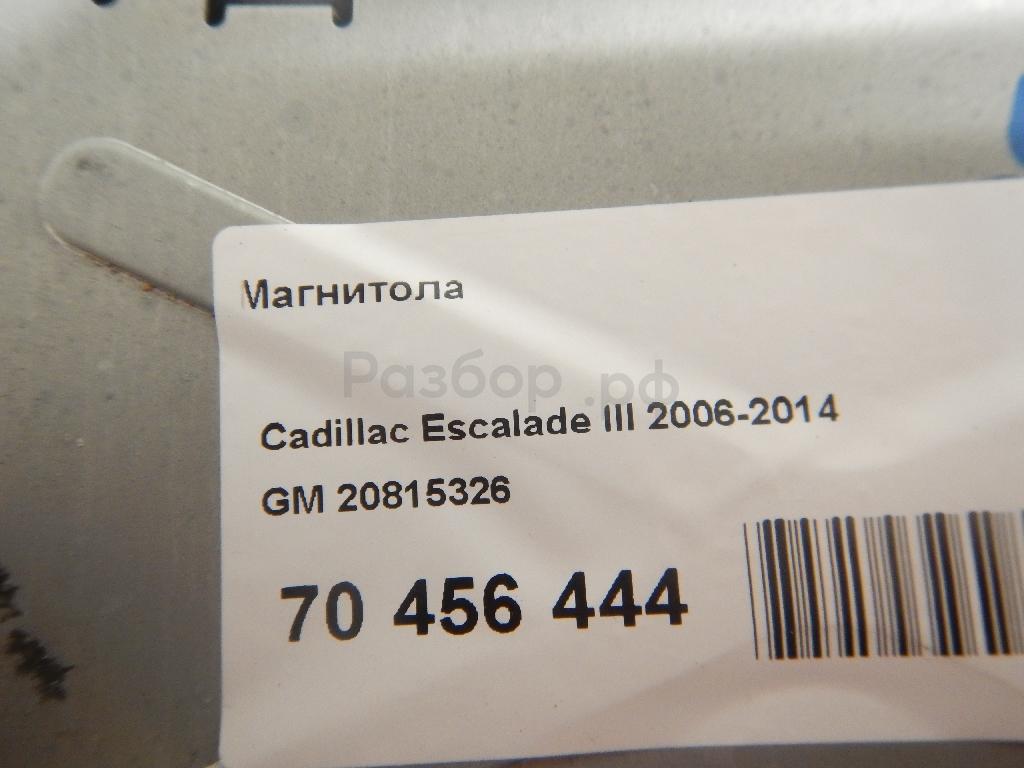 Магнитола
Разбор.рф
Cadillac Escalade III 2006-2014
GM 20815326
70 456 444